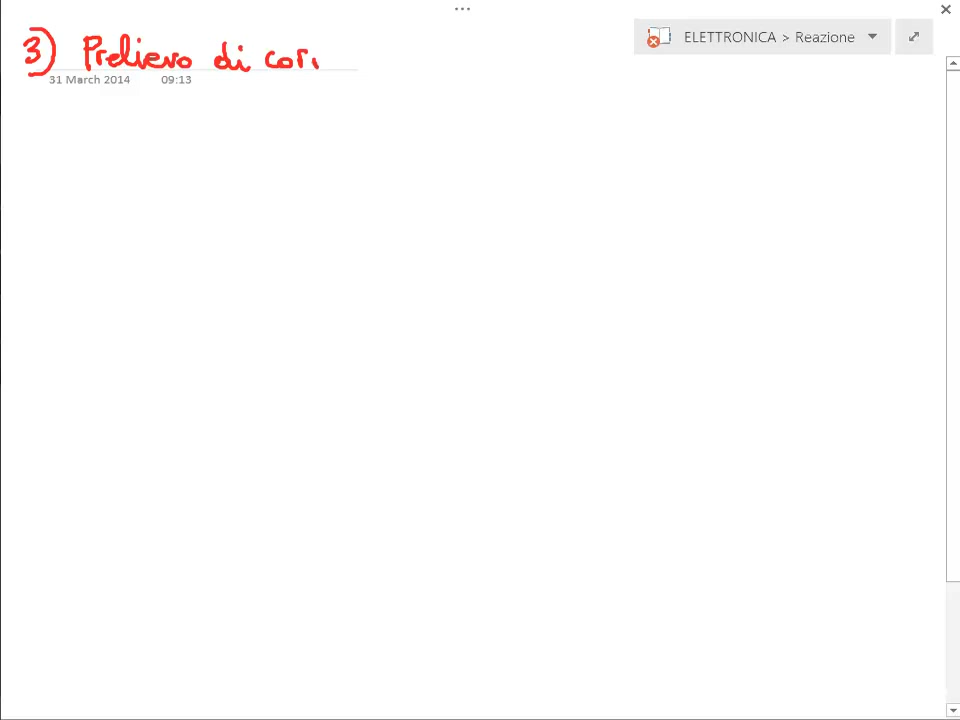 ELETTRONICA > Reazione
3) Prelievo di corr
31 March 2014 09:13